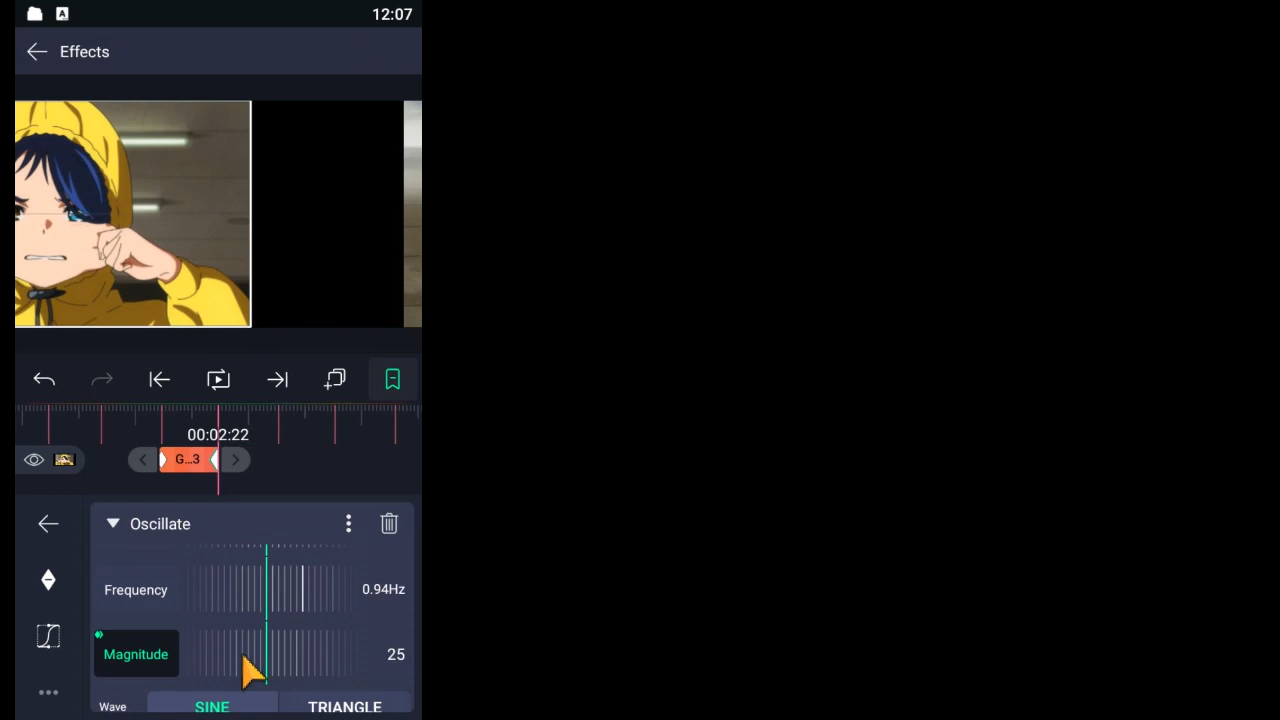 A
12:07
Effects
00:02:22
G...3
Oscillate
Frequency
0.94Hz
Magnitude
25
Wave
SINE
TRIANGLE